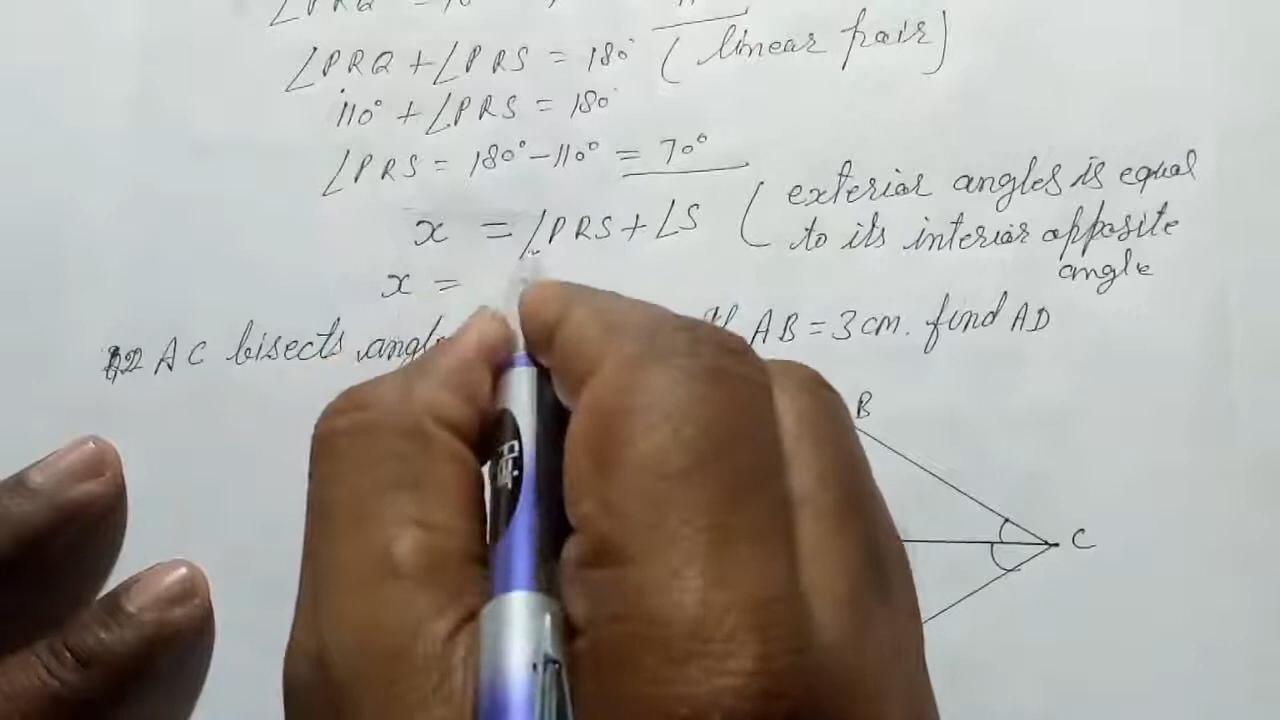 ∠PRQ + ∠PRS = 180° (linear pair)
110° + ∠PRS = 180°
∠PRS = 180° - 110° = 70°
x = ∠PRS + ∠S (exterior angles is equal
to its interior opposite
angle
x =
Q2 AC bisects AB = 3 cm. find AD
B
C